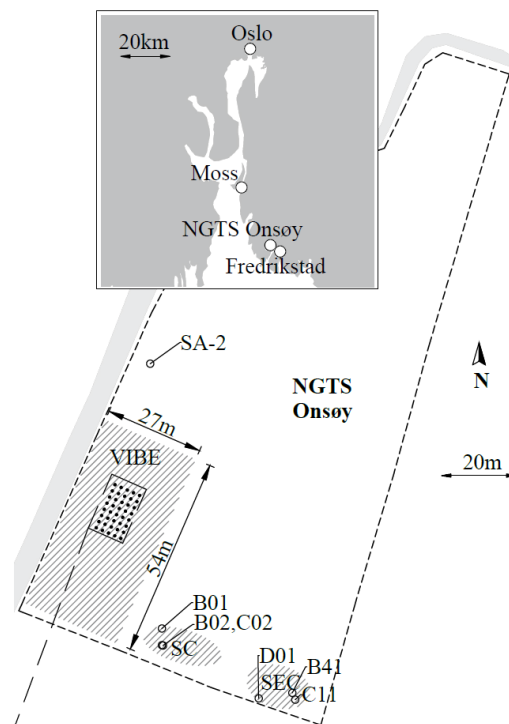 Oslo
20km
Moss
NGTS Onsøy
Fredrikstad
SA-2
NGTS
Onsøy
N
27m
20m
VIBE
54m
B01
B02,C02
SC
D01
B41
SEC
C11